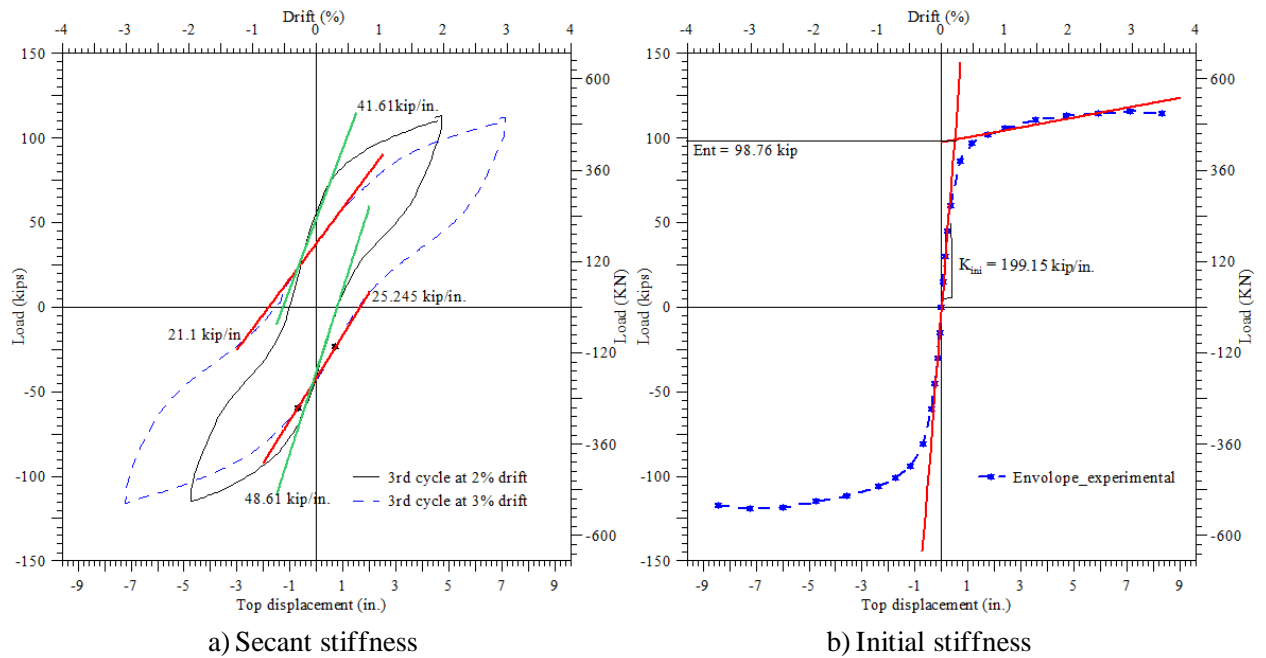 Drift (%)
-4 -3 -2 -1 0 1 2 3 4
150
100
50
0
-50
-100
-150
Load (kips)
600
360
120
-120
-360
-600
Load (KN)
41.61kip/in.
25.245 kip/in.
21.1 kip/in
48.61 kip/in.
3rd cycle at 2% drift
3rd cycle at 3% drift
-9 -7 -5 -3 -1 1 3 5 7 9
Top displacement (in.)
a) Secant stiffness
Drift (%)
-4 -3 -2 -1 0 1 2 3 4
150
100
50
0
-50
-100
-150
Load (kips)
600
360
120
-120
-360
-600
Load (KN)
Ent = 98.76 kip
Kini = 199.15 kip/in.
Envolope_experimental
-9 -7 -5 -3 -1 1 3 5 7 9
Top displacement (in.)
b) Initial stiffness